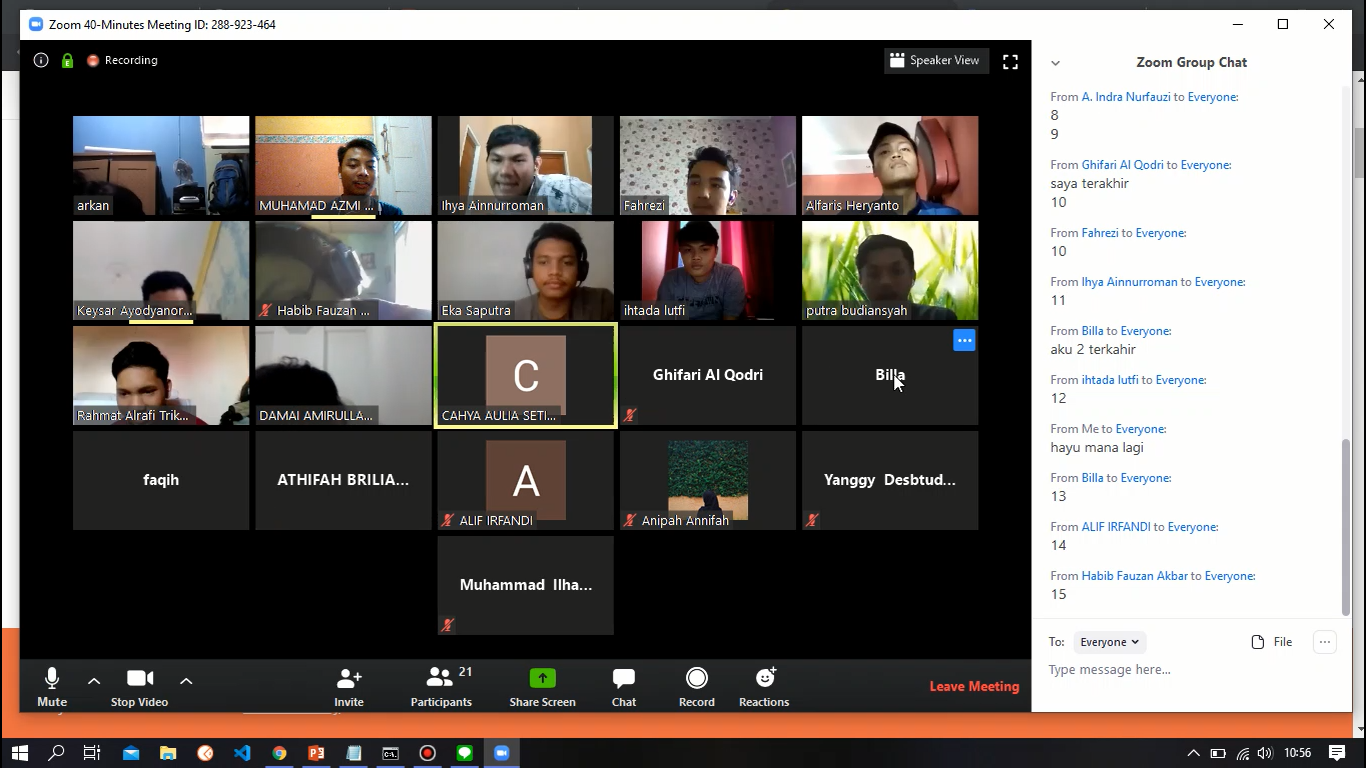 Zoom 40-Minutes Meeting ID: 288-923-464
Recording
Speaker View
arkan
MUHAMAD AZMI ...
Ihya Ainnurroman
Fahrezi
Alfaris Heryanto
Keysar Ayodyanor...
Habib Fauzan ...
Eka Saputra
ihtada lutfi
putra budiansyah
Rahmat Alrafi Trik...
DAMAI AMIRULLA...
C
CAHYA AULIA SETI...
Ghifari Al Qodri
Billa
faqih
ATHIFAH BRILIA...
A
ALIF IRFANDI
Anipah Annifah
Yanggy Desbtud...
Muhammad Ilha...
Mute
Stop Video
Invite
21
Participants
Share Screen
Chat
Record
Reactions
Leave Meeting
Zoom Group Chat
From A. Indra Nurfauzi to Everyone:
8
9
From Ghifari Al Qodri to Everyone:
saya terakhir
10
From Fahrezi to Everyone:
10
From Ihya Ainnurroman to Everyone:
11
From Billa to Everyone:
aku 2 terkahir
From ihtada lutfi to Everyone:
12
From Me to Everyone:
hayu mana lagi
From Billa to Everyone:
13
From ALIF IRFANDI to Everyone:
14
From Habib Fauzan Akbar to Everyone:
15
To: Everyone
File
Type message here...
10:56